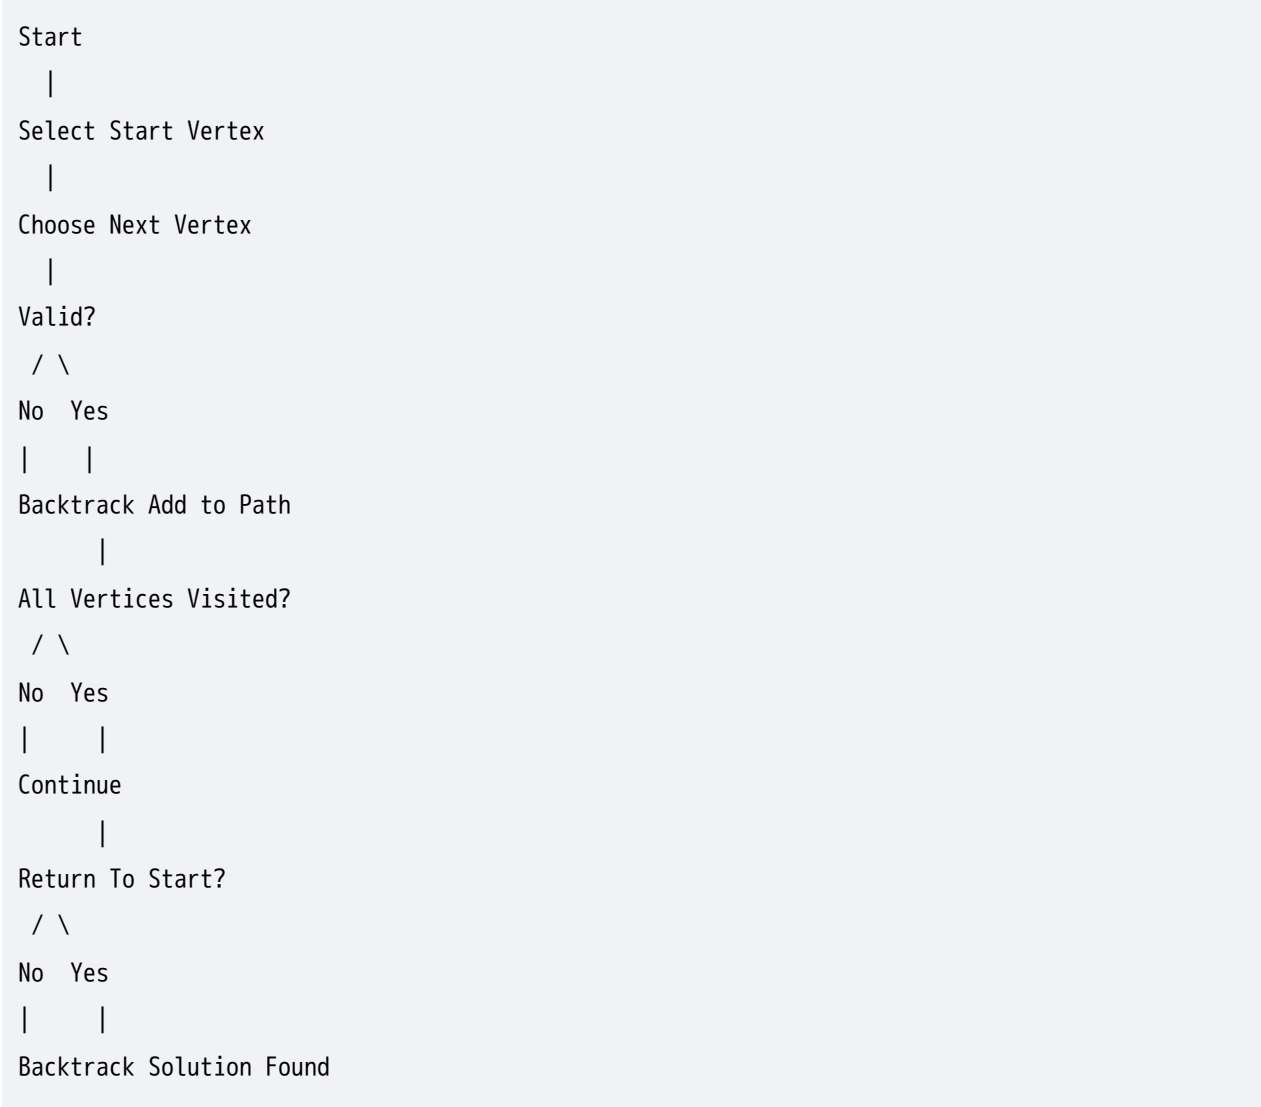 Start
  |
Select Start Vertex
  |
Choose Next Vertex
  |
Valid?
 / \
No  Yes
|    |
Backtrack Add to Path
      |
All Vertices Visited?
 / \
No  Yes
|     |
Continue
      |
Return To Start?
 / \
No  Yes
|     |
Backtrack Solution Found